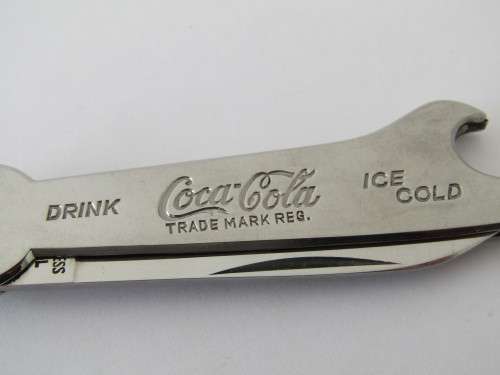 DRINK
Coca-Cola
TRADE MARK REG.
ICE
COLD